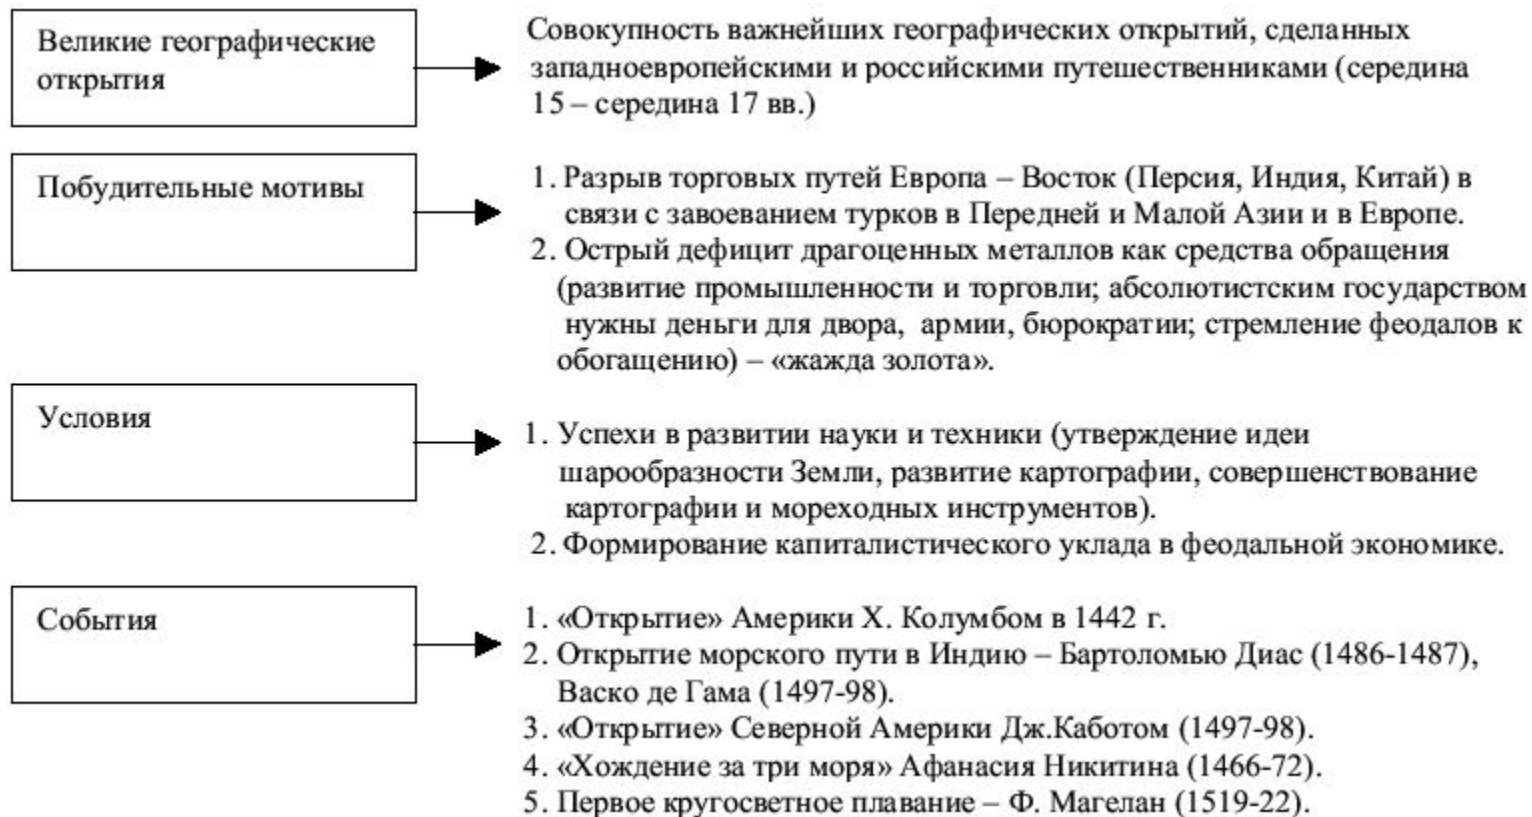 Великие географические
открытия
Совокупность важнейших географических открытий, сделанных
западноевропейскими и российскими путешественниками (середина
15 – середина 17 вв.)
Побудительные мотивы
1. Разрыв торговых путей Европа – Восток (Персия, Индия, Китай) в
связи с завоеванием турков в Передней и Малой Азии и в Европе.
2. Острый дефицит драгоценных металлов как средства обращения
(развитие промышленности и торговли; абсолютистским государством
нужны деньги для двора, армии, бюрократии; стремление феодалов к
обогащению) – «жажда золота».
Условия
1. Успехи в развитии науки и техники (утверждение идеи
шарообразности Земли, развитие картографии, совершенствование
картографии и мореходных инструментов).
2. Формирование капиталистического уклада в феодальной экономике.
События
1. «Открытие» Америки Х. Колумбом в 1442 г.
2. Открытие морского пути в Индию – Бартоломью Диас (1486-1487),
Васко де Гама (1497-98).
3. «Открытие» Северной Америки Дж.Каботом (1497-98).
4. «Хождение за три моря» Афанасия Никитина (1466-72).
5. Первое кругосветное плавание – Ф. Магелан (1519-22).